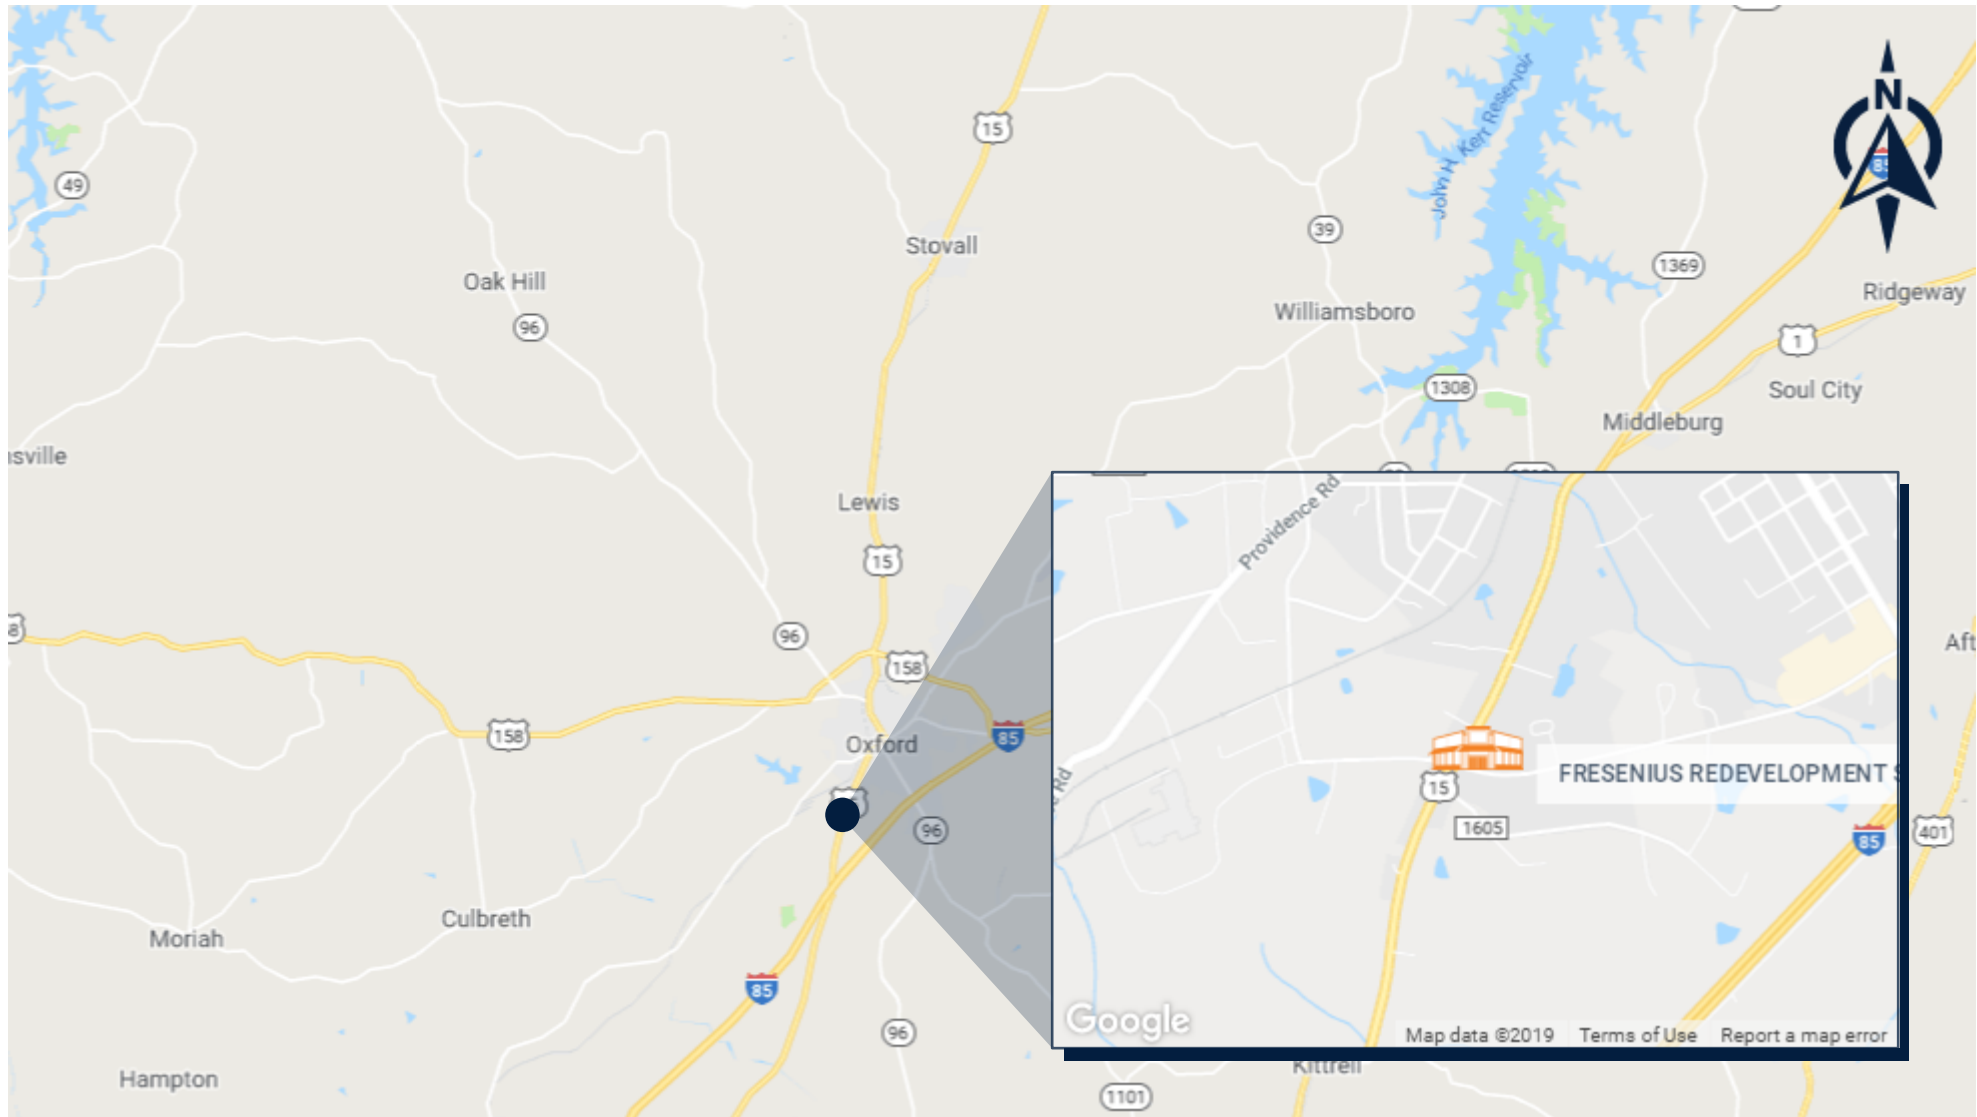 N
15
John H. Kerr Reservoir
85
49
39
Stovall
1369
Oak Hill
Ridgeway
Williamsboro
96
1
1308
Soul City
Middleburg
Lewis
Providence Rd
15
96
158
Aft
158
85
Oxford
FRESENIUS REDEVELOPMENT
15
1605
96
85
401
Culbreth
Moriah
85
Google
96
Map data ©2019
Terms of Use
Report a map error
Kittrell
Hampton
1101